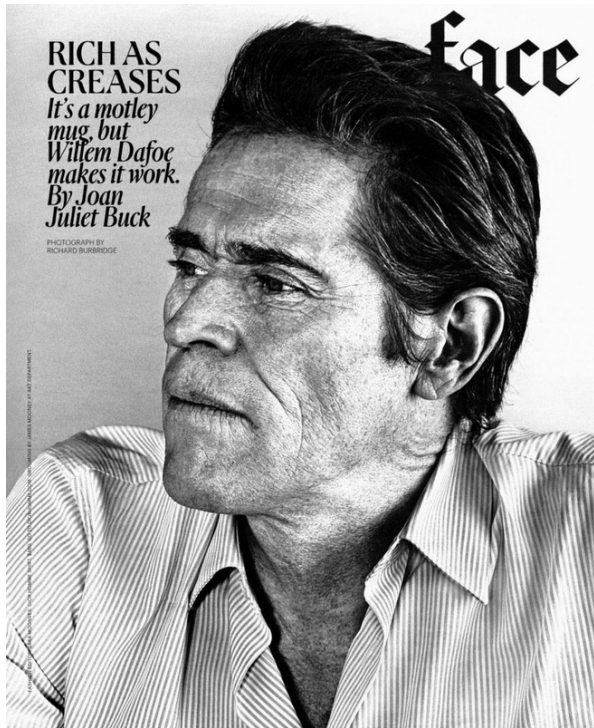 RICH AS
CREASES
It's a motley
mug, but
Willem Dafoe
makes it work.
By Joan
Juliet Buck
PHOTOGRAPH BY
RICHARD BURBRIDGE
face